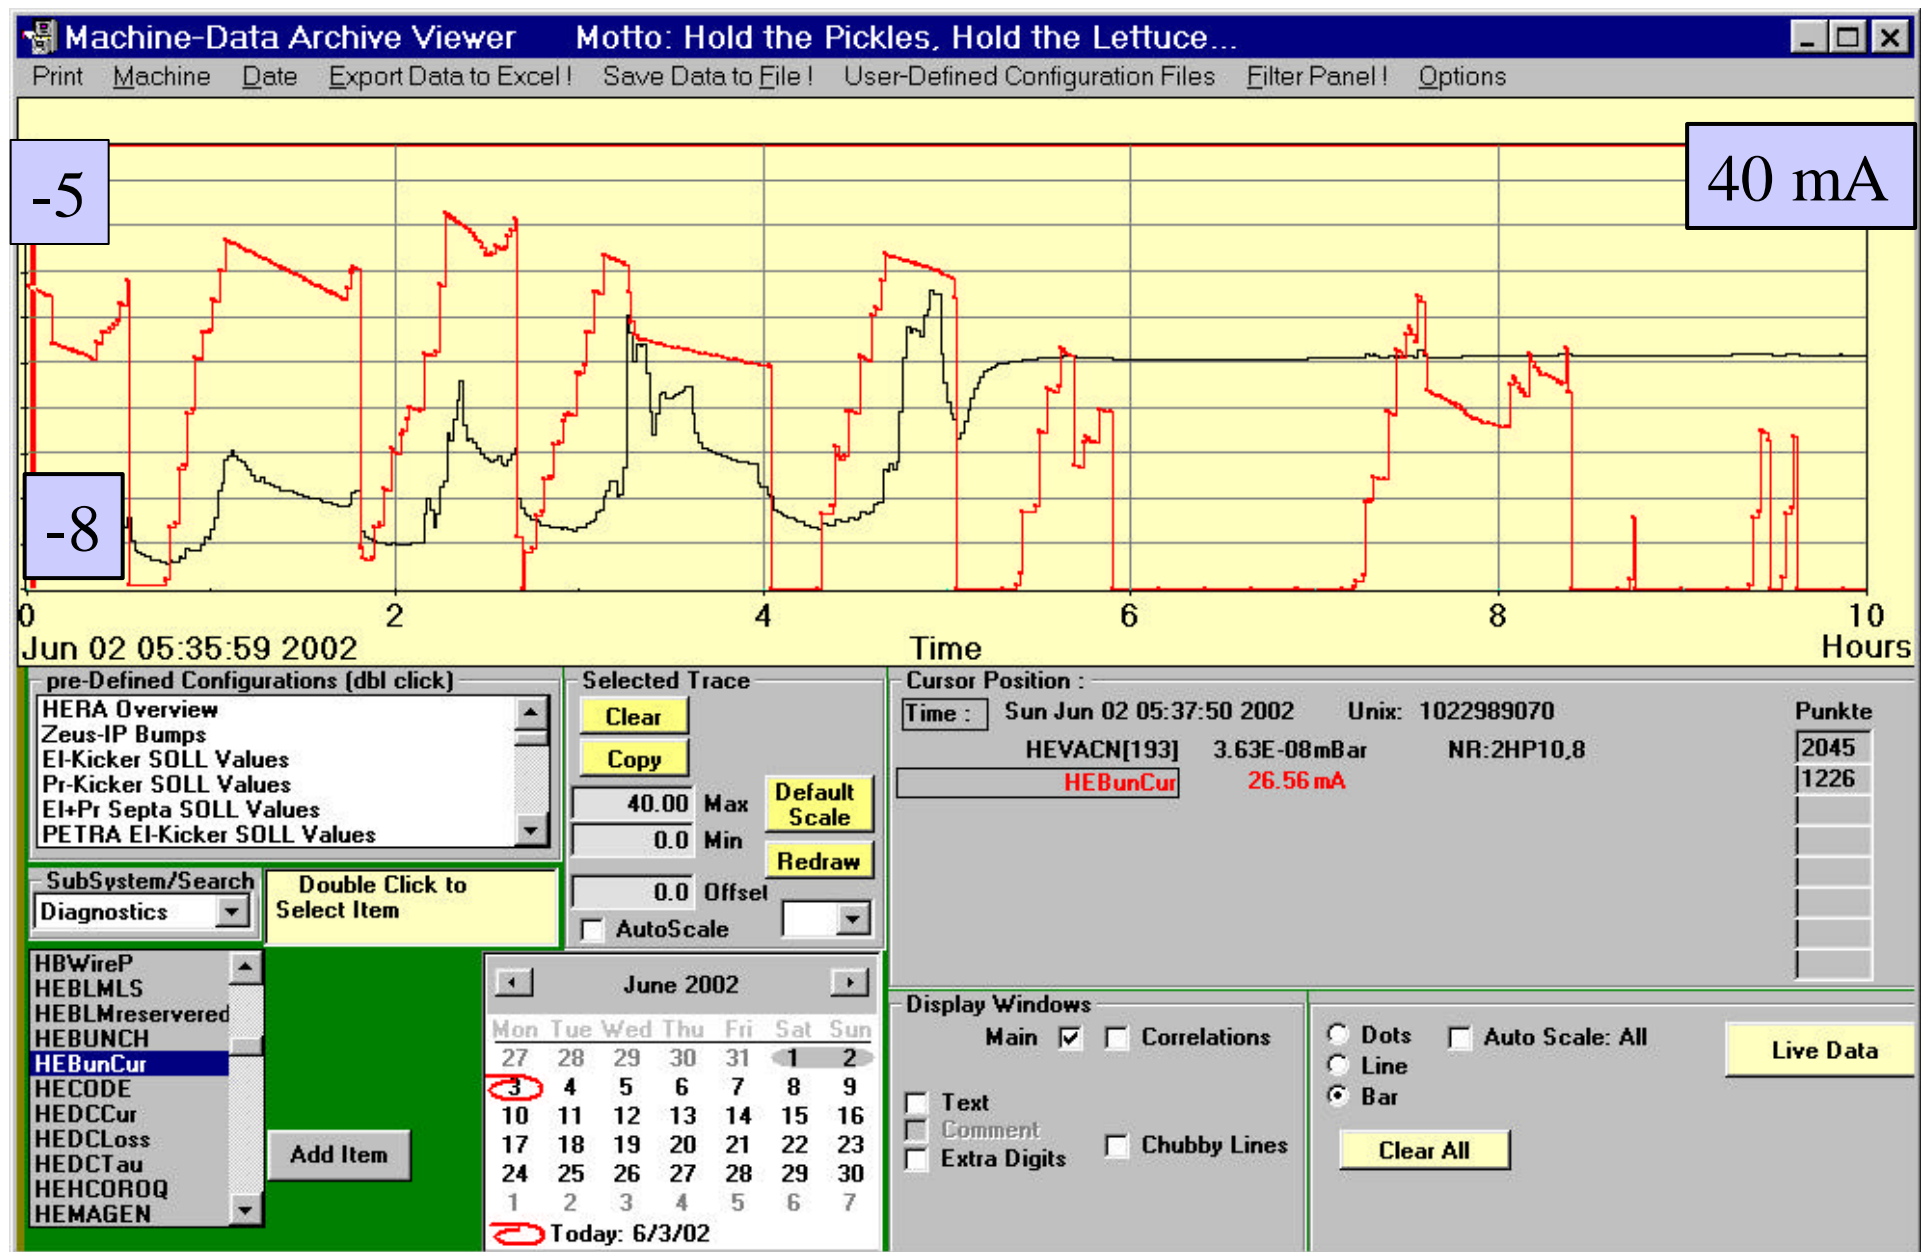 Machine-Data Archive Viewer Motto: Hold the Pickles, Hold the Lettuce...
Print Machine Date Export Data to Excel ! Save Data to File ! User-Defined Configuration Files Filter Panel ! Options
-5
40 mA
-8
0 2 4 6 8 10
Jun 02 05:35:59 2002 Time Hours
pre-Defined Configurations (dbl click)
HERA Overview
Zeus-IP Bumps
El-Kicker SOLL Values
Pr-Kicker SOLL Values
El+Pr Septa SOLL Values
PETRA El-Kicker SOLL Values
Selected Trace
Clear
Copy
40.00 Max
0.0 Min
Default
Scale
Redraw
0.0 Offset
AutoScale
Cursor Position :
Time : Sun Jun 02 05:37:50 2002 Unix: 1022989070 Punkte
HEVACN[193] 3.63E-08mBar NR:2HP10,8 2045
HEBunCur 26.56 mA 1226
SubSystem/Search
Diagnostics
Double Click to
Select Item
HBWireP
HEBLMLS
HEBLMreservered
HEBUNCH
HEBunCur
HECODE
HEDCCur
HEDCLoss
HEDCTau
HEHCOROQ
HEMAGEN
Add Item
June 2002
Mon Tue Wed Thu Fri Sat Sun
27 28 29 30 31 1 2
3 4 5 6 7 8 9
10 11 12 13 14 15 16
17 18 19 20 21 22 23
24 25 26 27 28 29 30
1 2 3 4 5 6 7
Today: 6/3/02
Display Windows
Main Correlations
Text
Comment
Extra Digits
Chubby Lines
Dots
Line
Bar
Auto Scale: All
Live Data
Clear All